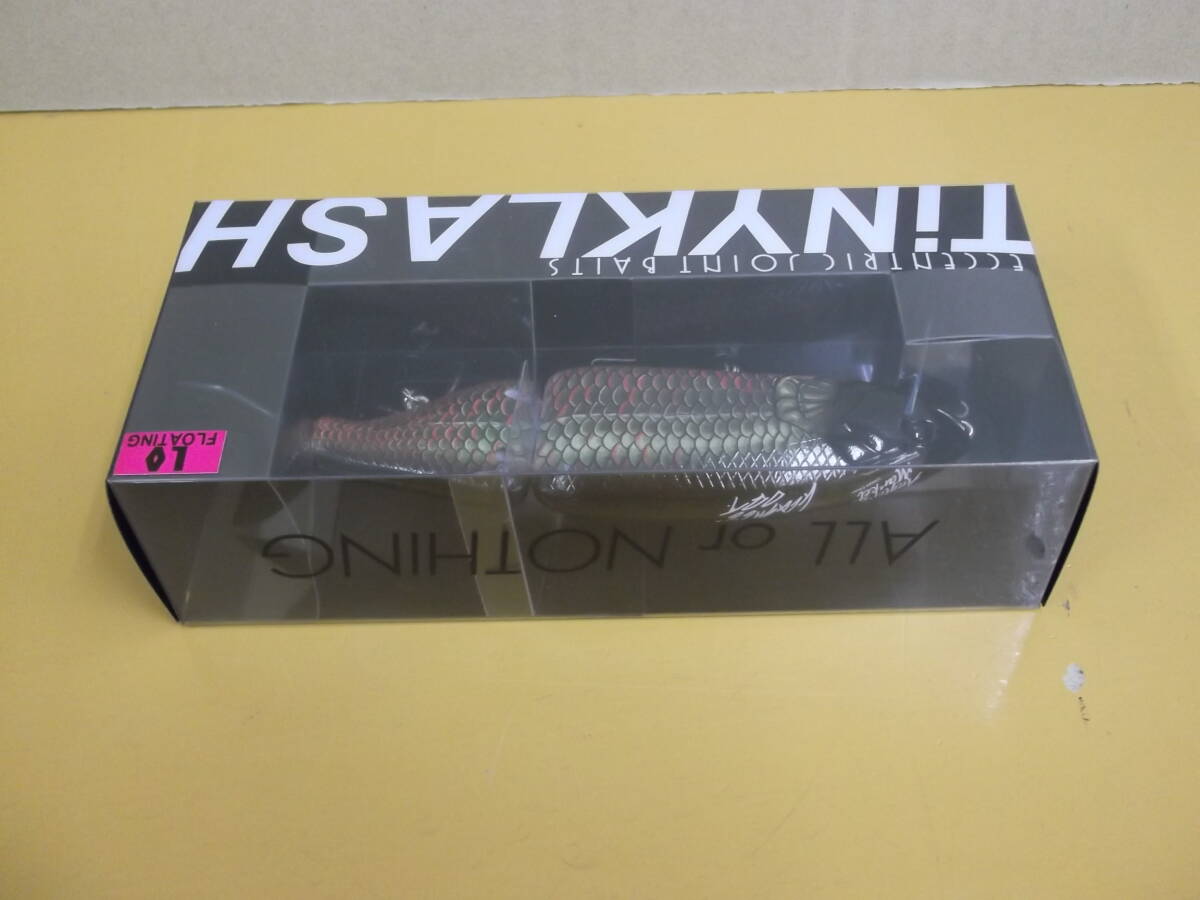 TiNYKLASH
ECCENTRIC JOINT BAITS
LO
FLOATING
ALL or NOTHING